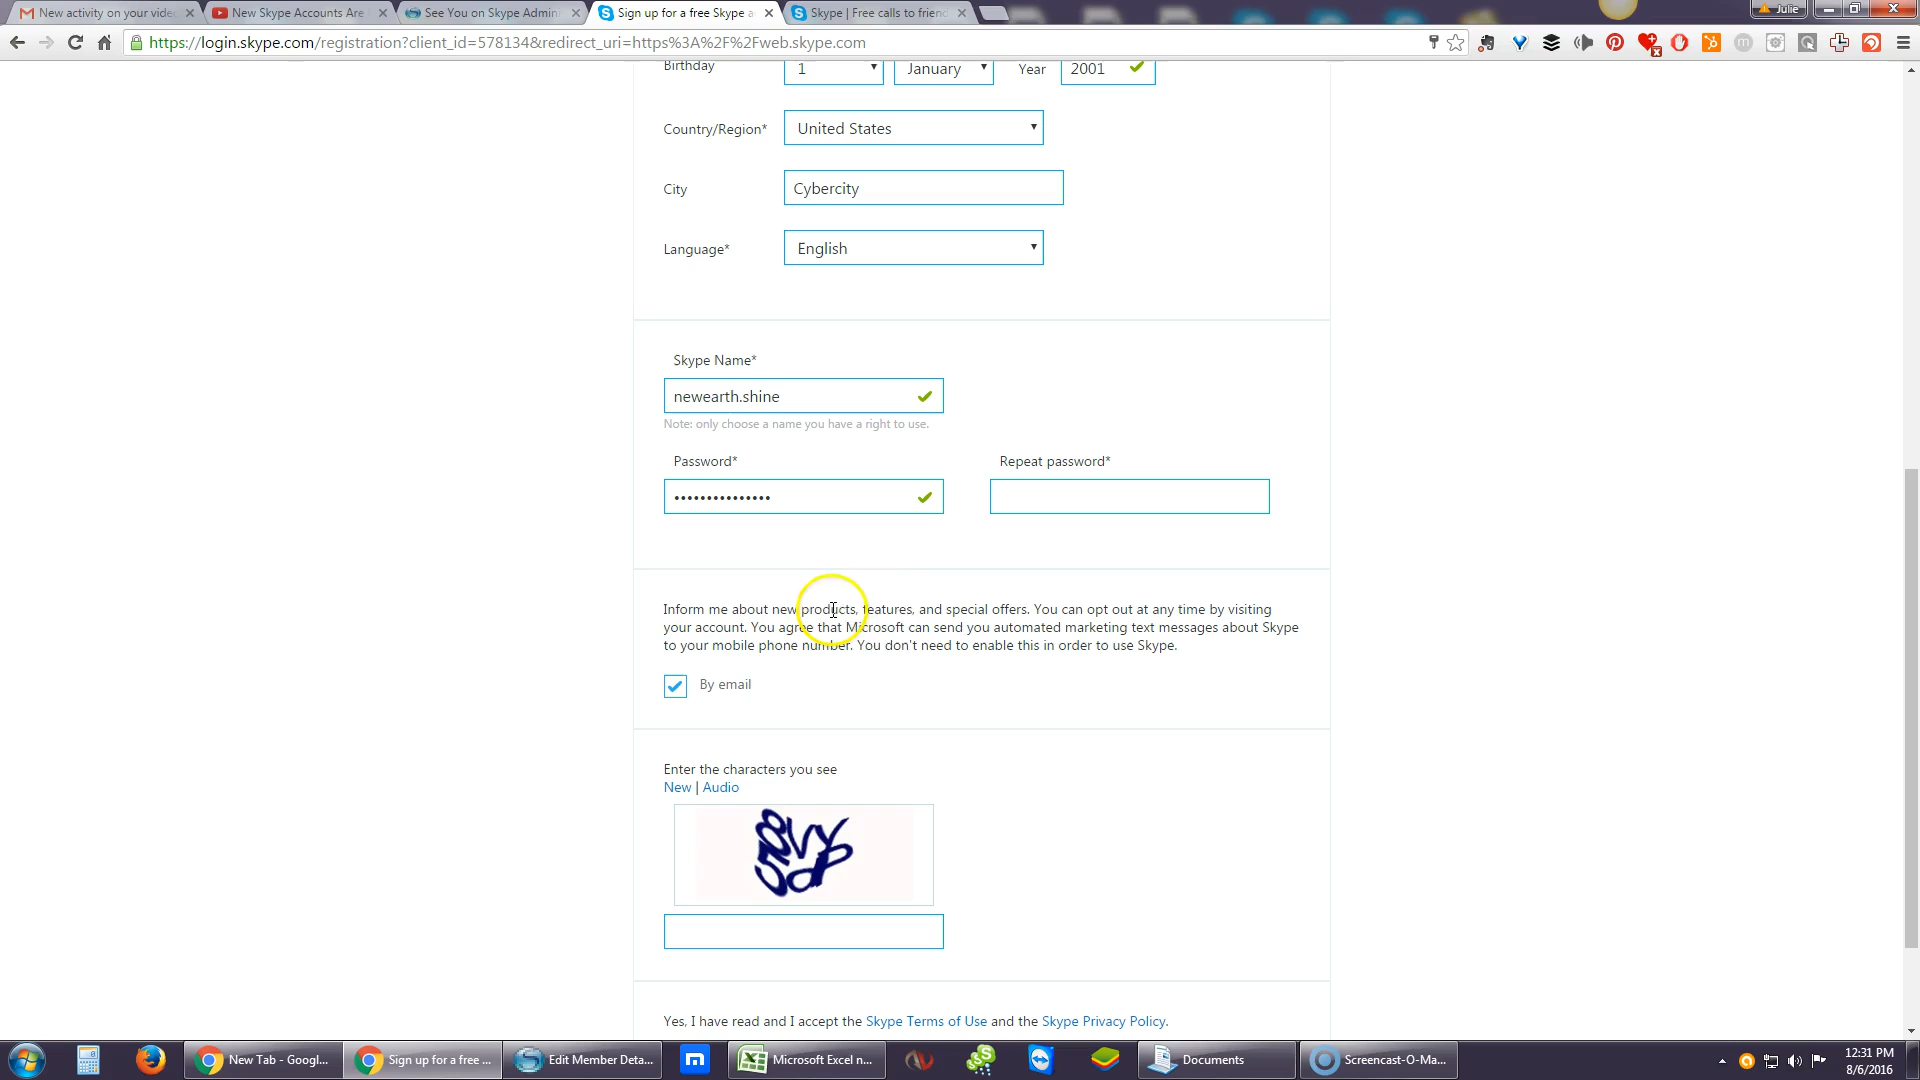 New activity on your vide
New Skype Accounts Are
See You on Skype Admin
Sign up for a free Skype a
Skype | Free calls to friend
Julie
https://login.skype.com/registration?client_id=578134&redirect_uri=https%3A%2F%2Fweb.skype.com
Birthday 1 January Year 2001
Country/Region* United States
City Cybercity
Language* English
Skype Name*
newearth.shine
Note: only choose a name you have a right to use.
Password* Repeat password*
•••••••••••••••
Inform me about new products, features, and special offers. You can opt out at any time by visiting
your account. You agree that Microsoft can send you automated marketing text messages about Skype
to your mobile phone number. You don't need to enable this in order to use Skype.
By email
Enter the characters you see
New | Audio
Yes, I have read and I accept the Skype Terms of Use and the Skype Privacy Policy.
New Tab - Googl...
Sign up for a free ...
Edit Member Deta...
Microsoft Excel n...
Documents
Screencast-O-Ma...
12:31 PM
8/6/2016